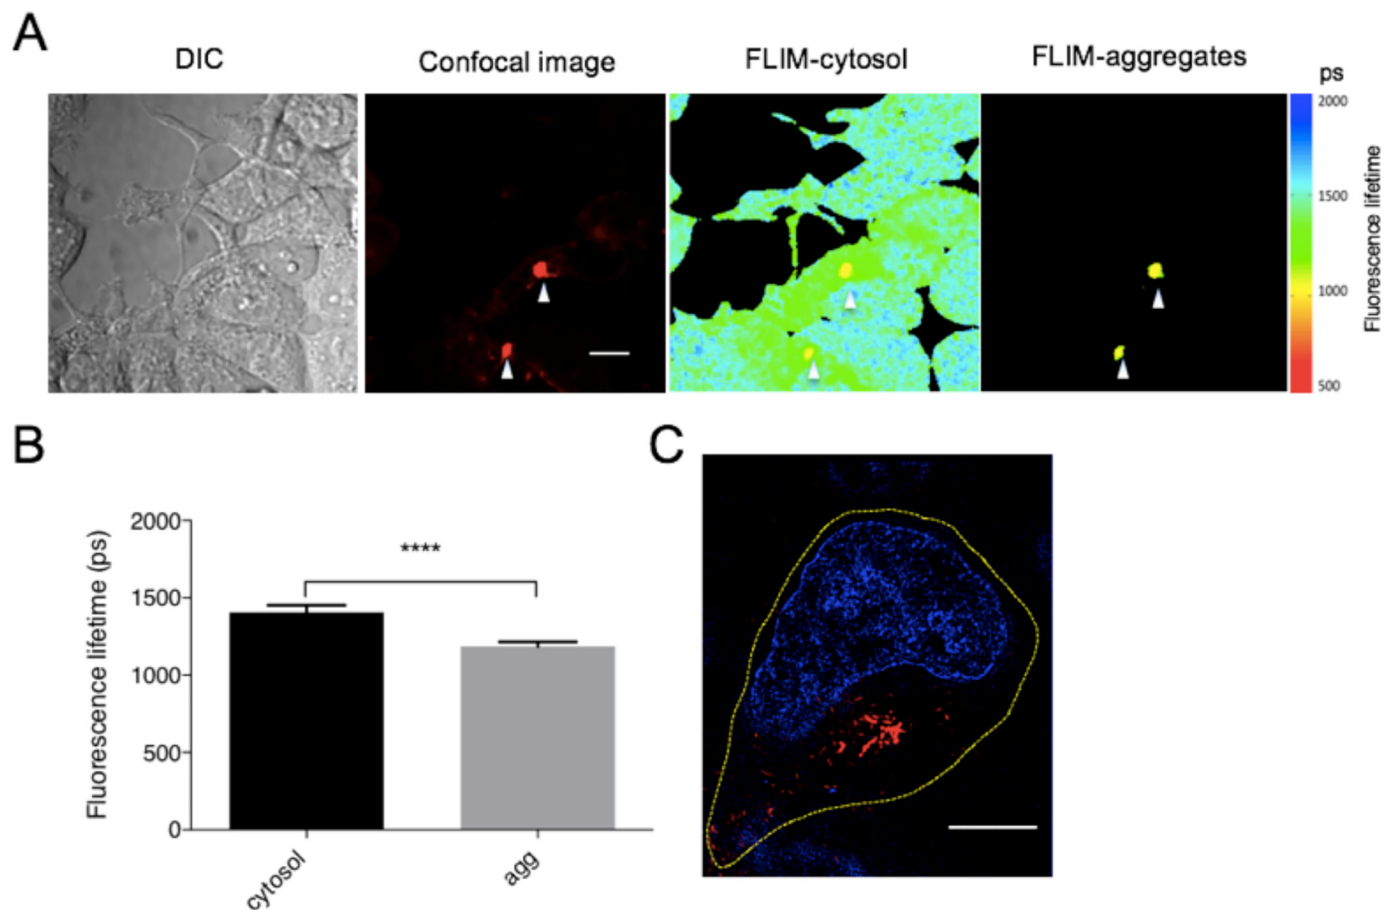 A
DIC
Confocal image
FLIM-cytosol
FLIM-aggregates
ps
2000
1500
1000
500
Fluorescence lifetime
B
Fluorescence lifetime (ps)
2000
1500
1000
500
0
****
cytosol
agg
C